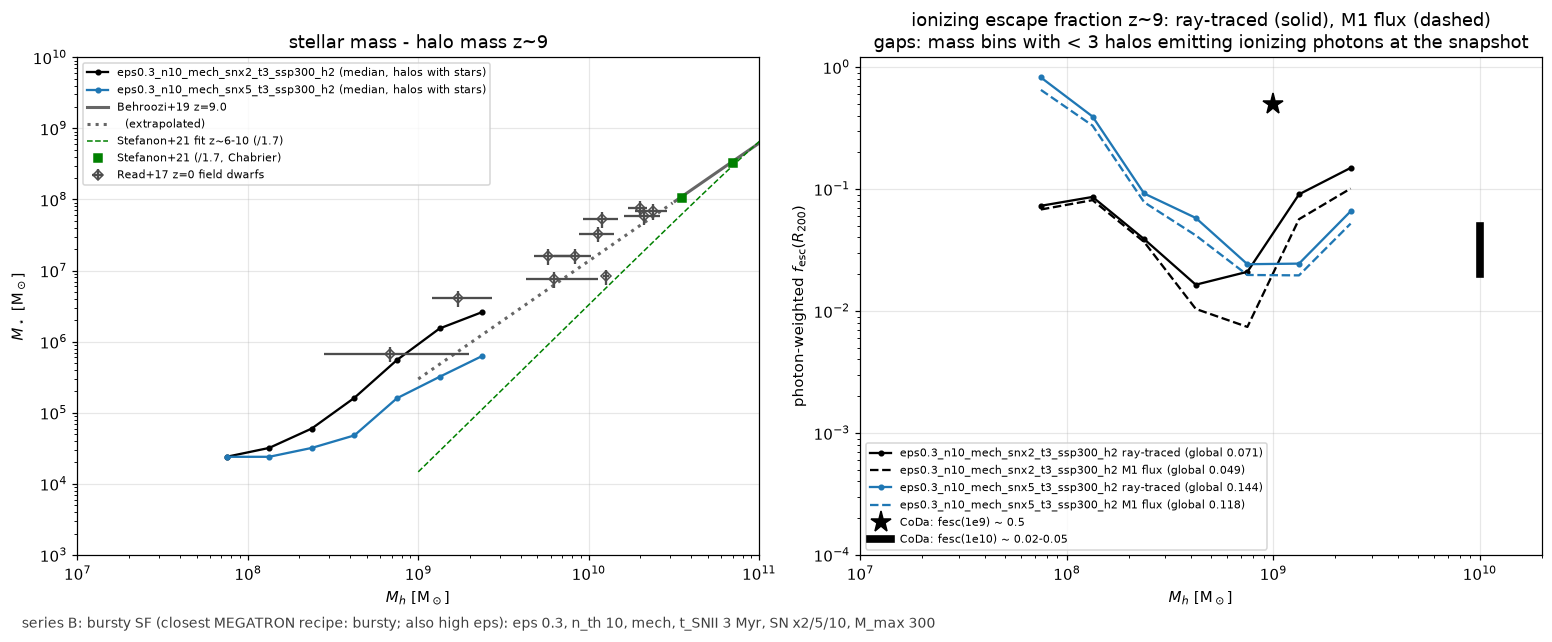 stellar mass - halo mass z~9
eps0.3_n10_mech_snx2_t3_ssp300_h2 (median, halos with stars)
eps0.3_n10_mech_snx5_t3_ssp300_h2 (median, halos with stars)
Behroozi+19 z=9.0
(extrapolated)
Stefanon+21 fit z~6-10 (/1.7)
Stefanon+21 (/1.7, Chabrier)
Read+17 z=0 field dwarfs
10^10
10^9
10^8
10^7
10^6
10^5
10^4
10^3
M⋆ [M⊙]
10^7
10^8
10^9
10^10
10^11
M_h [M⊙]
ionizing escape fraction z~9: ray-traced (solid), M1 flux (dashed)
gaps: mass bins with < 3 halos emitting ionizing photons at the snapshot
10^0
10^-1
10^-2
10^-3
10^-4
photon-weighted f_esc(R_200)
eps0.3_n10_mech_snx2_t3_ssp300_h2 ray-traced (global 0.071)
eps0.3_n10_mech_snx2_t3_ssp300_h2 M1 flux (global 0.049)
eps0.3_n10_mech_snx5_t3_ssp300_h2 ray-traced (global 0.144)
eps0.3_n10_mech_snx5_t3_ssp300_h2 M1 flux (global 0.118)
CoDa: fesc(1e9) ~ 0.5
CoDa: fesc(1e10) ~ 0.02-0.05
10^7
10^8
10^9
10^10
M_h [M⊙]
series B: bursty SF (closest MEGATRON recipe: bursty; also high eps): eps 0.3, n_th 10, mech, t_SNII 3 Myr, SN x2/5/10, M_max 300